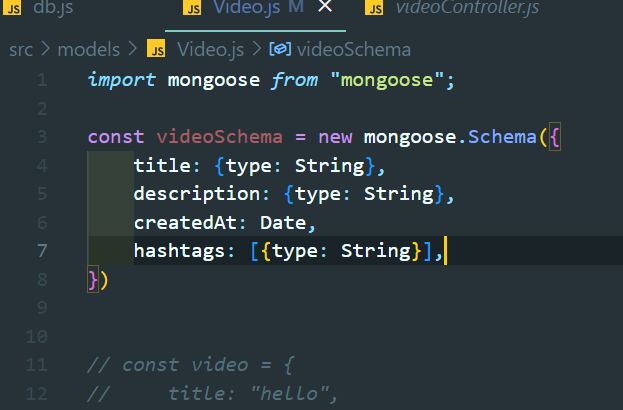 JS db.js JS Video.js M × JS videoController.js
src > models > JS Video.js > videoSchema
1 import mongoose from "mongoose";
2
3 const videoSchema = new mongoose.Schema({
4     title: {type: String},
5     description: {type: String},
6     createdAt: Date,
7     hashtags: [{type: String}],
8 })
9
10
11 // const video = {
12 //     title: "hello",